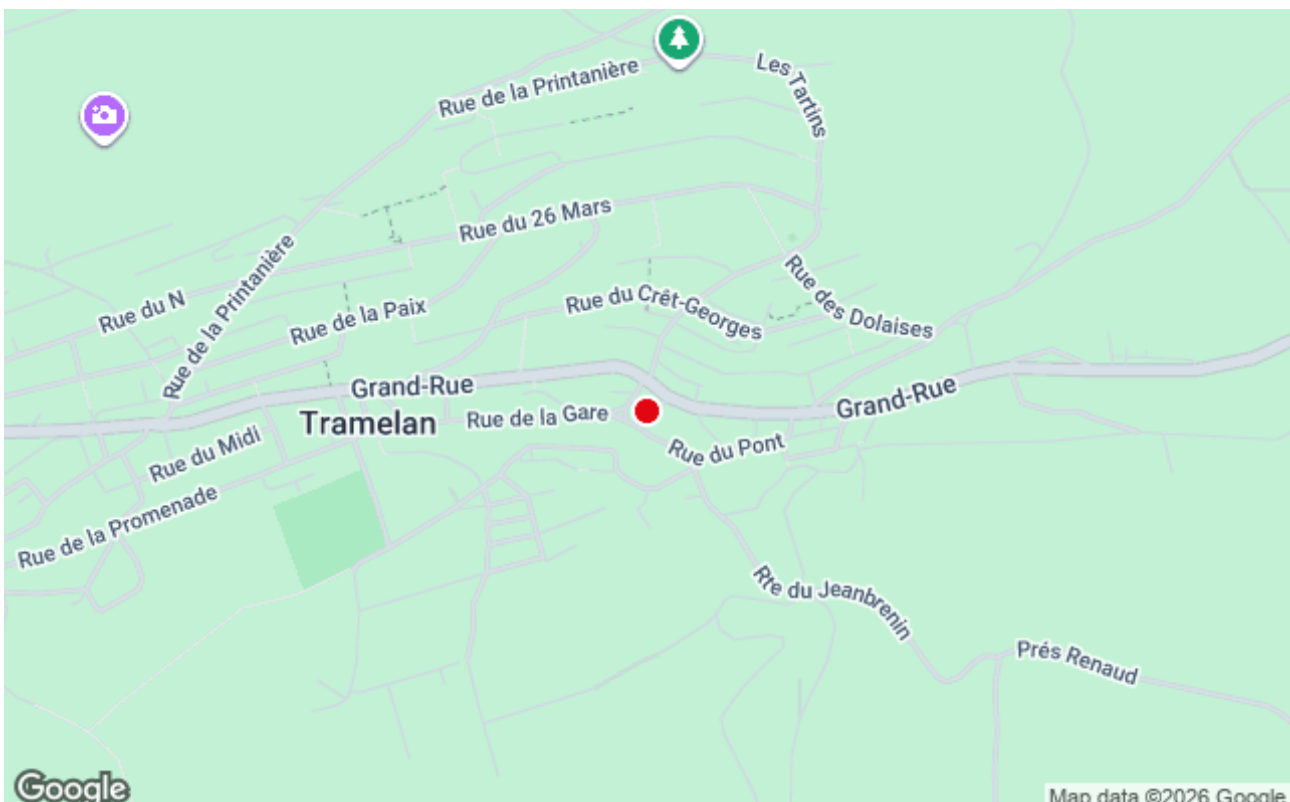 Rue de la Printanière
Les Tartins
Rue du 26 Mars
Rue de la Printanière
Rue du N
Rue de la Paix
Rue du Crêt-Georges
Rue des Dolaises
Grand-Rue
Grand-Rue
Tramelan
Rue de la Gare
Rue du Midi
Rue du Pont
Rue de la Promenade
Rte du Jeanbrenin
Prés Renaud
Google
Map data ©2026 Google